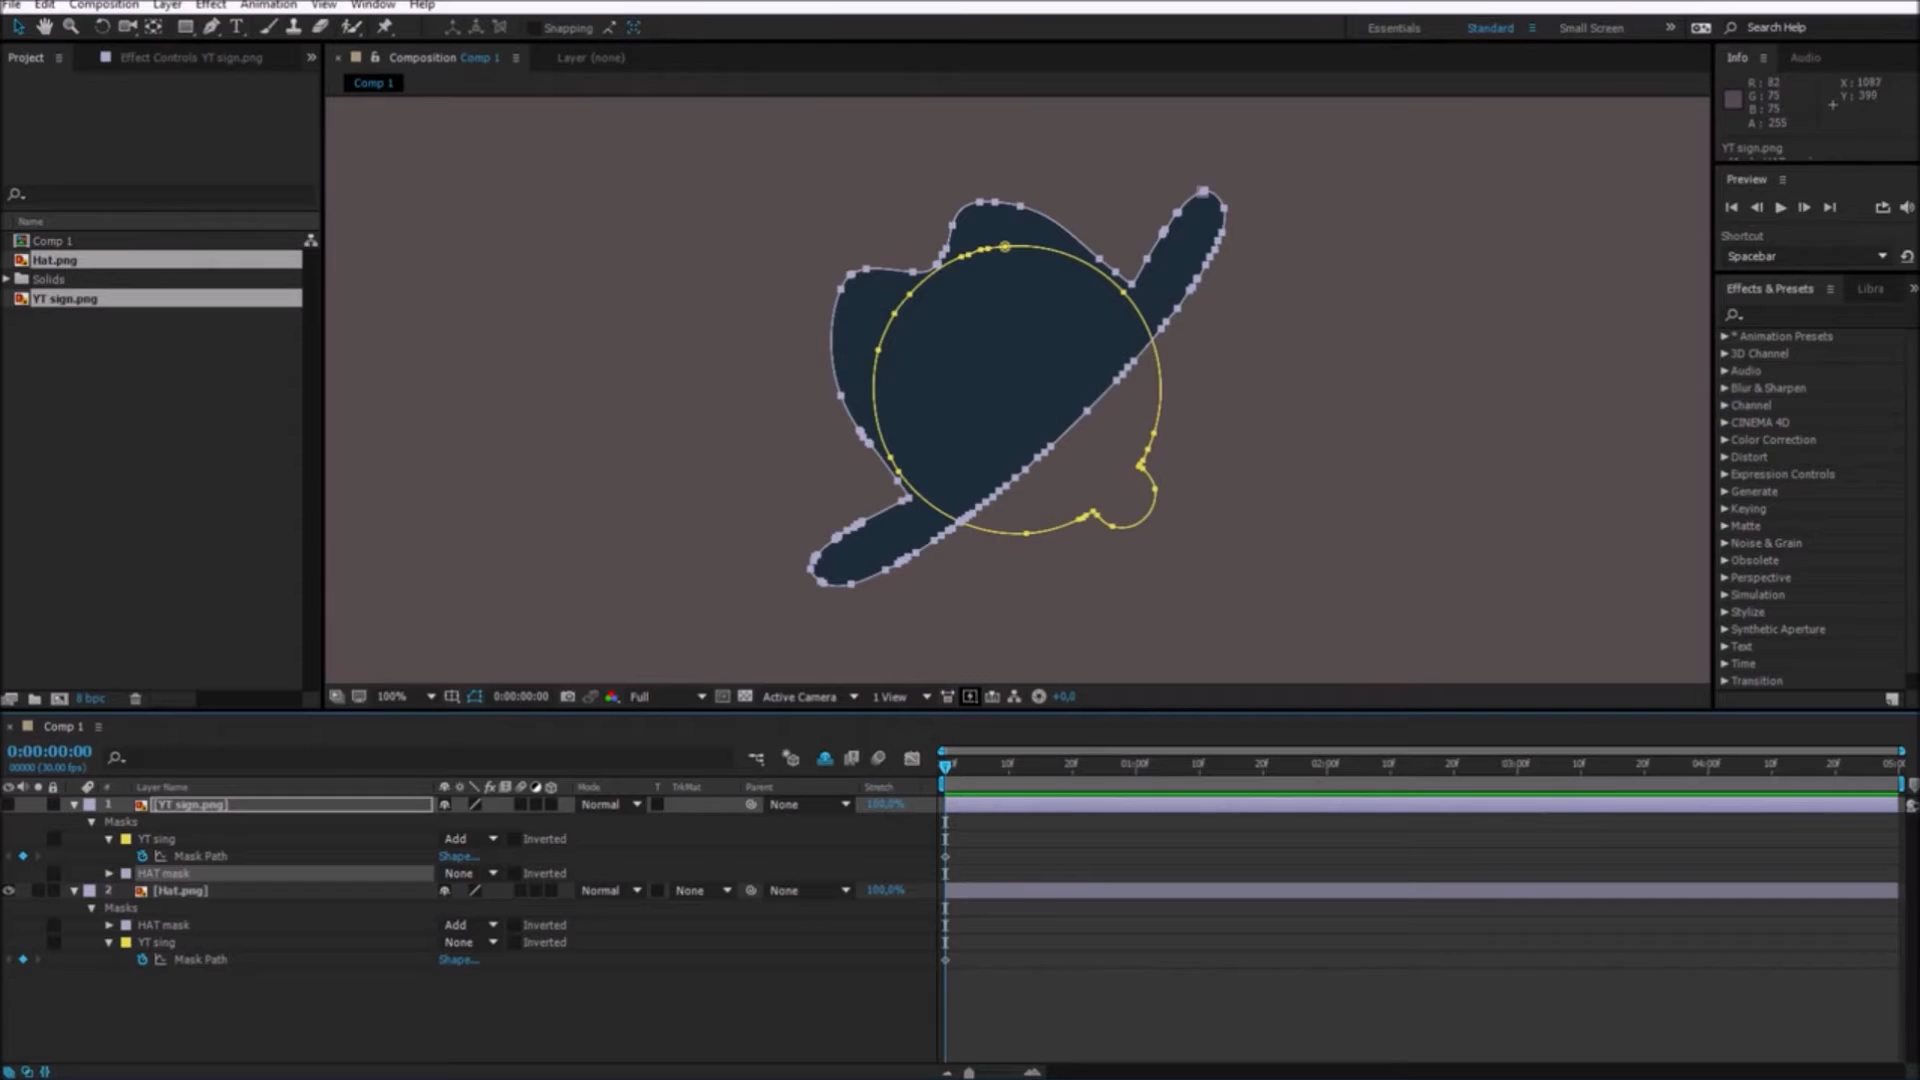 File Edit Composition Layer Effect Animation View Window Help
Snapping
Essentials Standard Small Screen Search Help
Project Effect Controls YT sign.png
Composition Comp 1 Layer (none)
Comp 1
Name
Comp 1
Hat.png
Solids
YT sign.png
8 bpc
100% 0:00:00:00 Full Active Camera 1 View +0,0
Info Audio
R: 82 X: 1087
G: 75 Y: 399
B: 75
A: 255
YT sign.png
Preview
Shortcut
Spacebar
Effects & Presets Libra
* Animation Presets
3D Channel
Audio
Blur & Sharpen
Channel
CINEMA 4D
Color Correction
Distort
Expression Controls
Generate
Keying
Matte
Noise & Grain
Obsolete
Perspective
Simulation
Stylize
Synthetic Aperture
Text
Time
Transition
Comp 1
0:00:00:00
00000 (30.00 fps)
# Layer Name Mode T TrkMat Parent Stretch
10f 20f 01:00f 10f 20f 02:00f 10f 20f 03:00f 10f 20f 04:00f 10f 20f 05:0
1 [YT sign.png] Normal None 100,0%
Masks
YT sing Add Inverted
Mask Path Shape...
HAT mask None Inverted
2 [Hat.png] Normal None None 100,0%
Masks
HAT mask Add Inverted
YT sing None Inverted
Mask Path Shape...